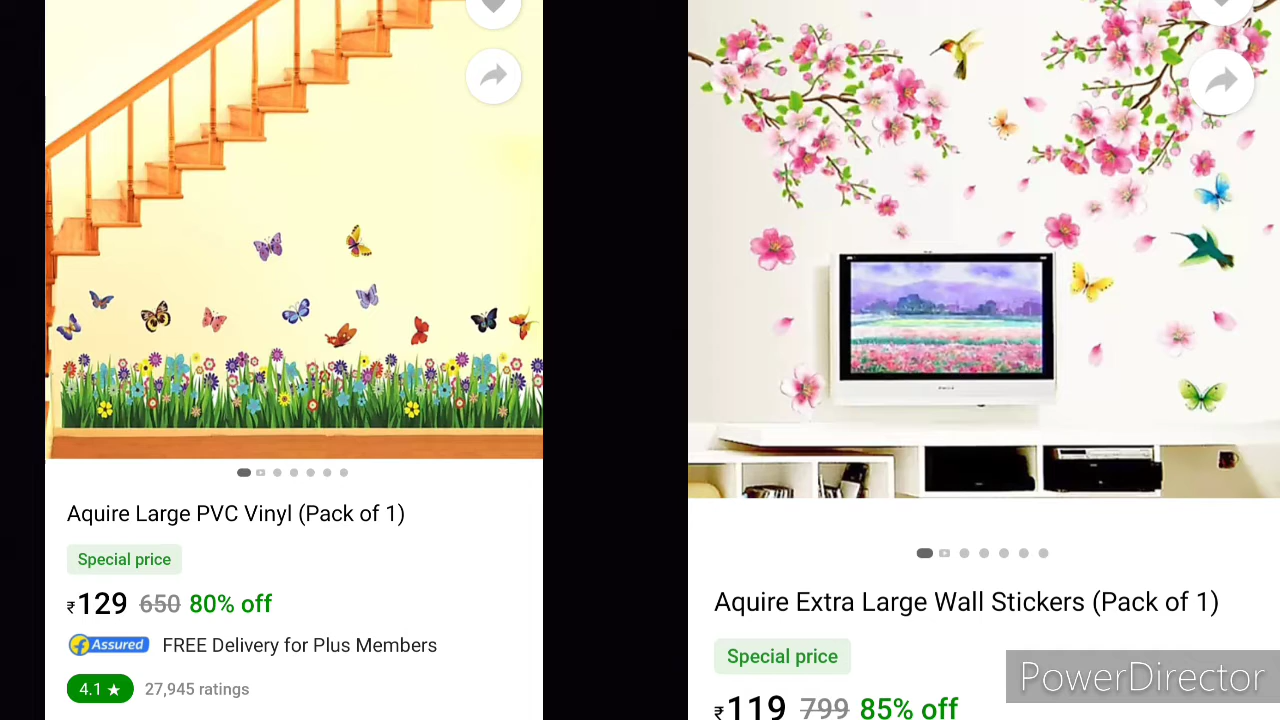 Aquire Large PVC Vinyl (Pack of 1)
Special price
₹129 650 80% off
Assured FREE Delivery for Plus Members
4.1 ★ 27,945 ratings
Aquire Extra Large Wall Stickers (Pack of 1)
Special price
₹119 799 85% off
PowerDirector